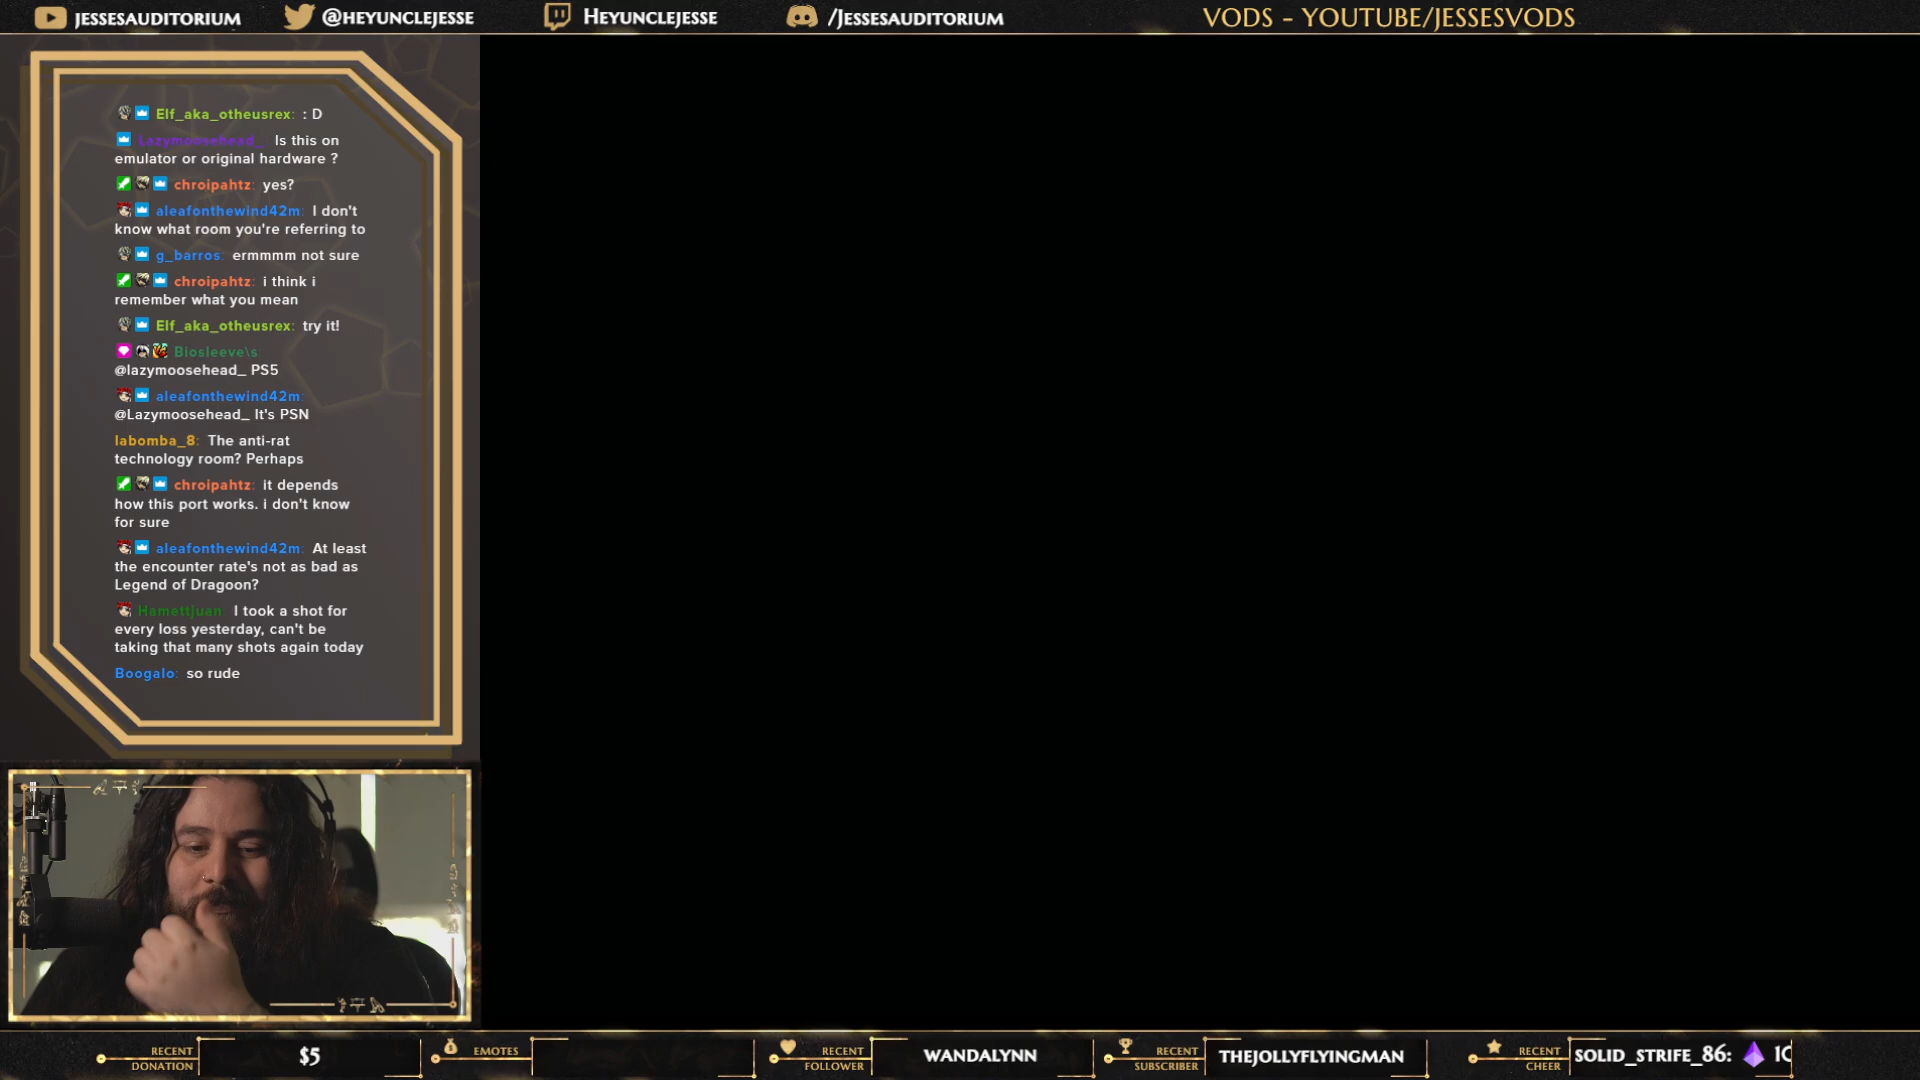 JESSESAUDITORIUM @HEYUNCLEJESSE HEYUNCLEJESSE /JESSESAUDITORIUM VODS - YOUTUBE/JESSESVODS
Elf_aka_otheusrex: : D
Lazymoosehead_: Is this on
emulator or original hardware ?
chroipahtz: yes?
aleafonthewind42m: I don't
know what room you're referring to
g_barros: ermmmm not sure
chroipahtz: i think i
remember what you mean
Elf_aka_otheusrex: try it!
Biosleeve\s:
@lazymoosehead_ PS5
aleafonthewind42m:
@Lazymoosehead_ It's PSN
labomba_8: The anti-rat
technology room? Perhaps
chroipahtz: it depends
how this port works. i don't know
for sure
aleafonthewind42m: At least
the encounter rate's not as bad as
Legend of Dragoon?
Hamettjuan: I took a shot for
every loss yesterday, can't be
taking that many shots again today
Boogalo: so rude
RECENT
DONATION
$5
EMOTES
RECENT
FOLLOWER
WANDALYNN
RECENT
SUBSCRIBER
THEJOLLYFLYINGMAN
RECENT
CHEER
SOLID_STRIFE_86: